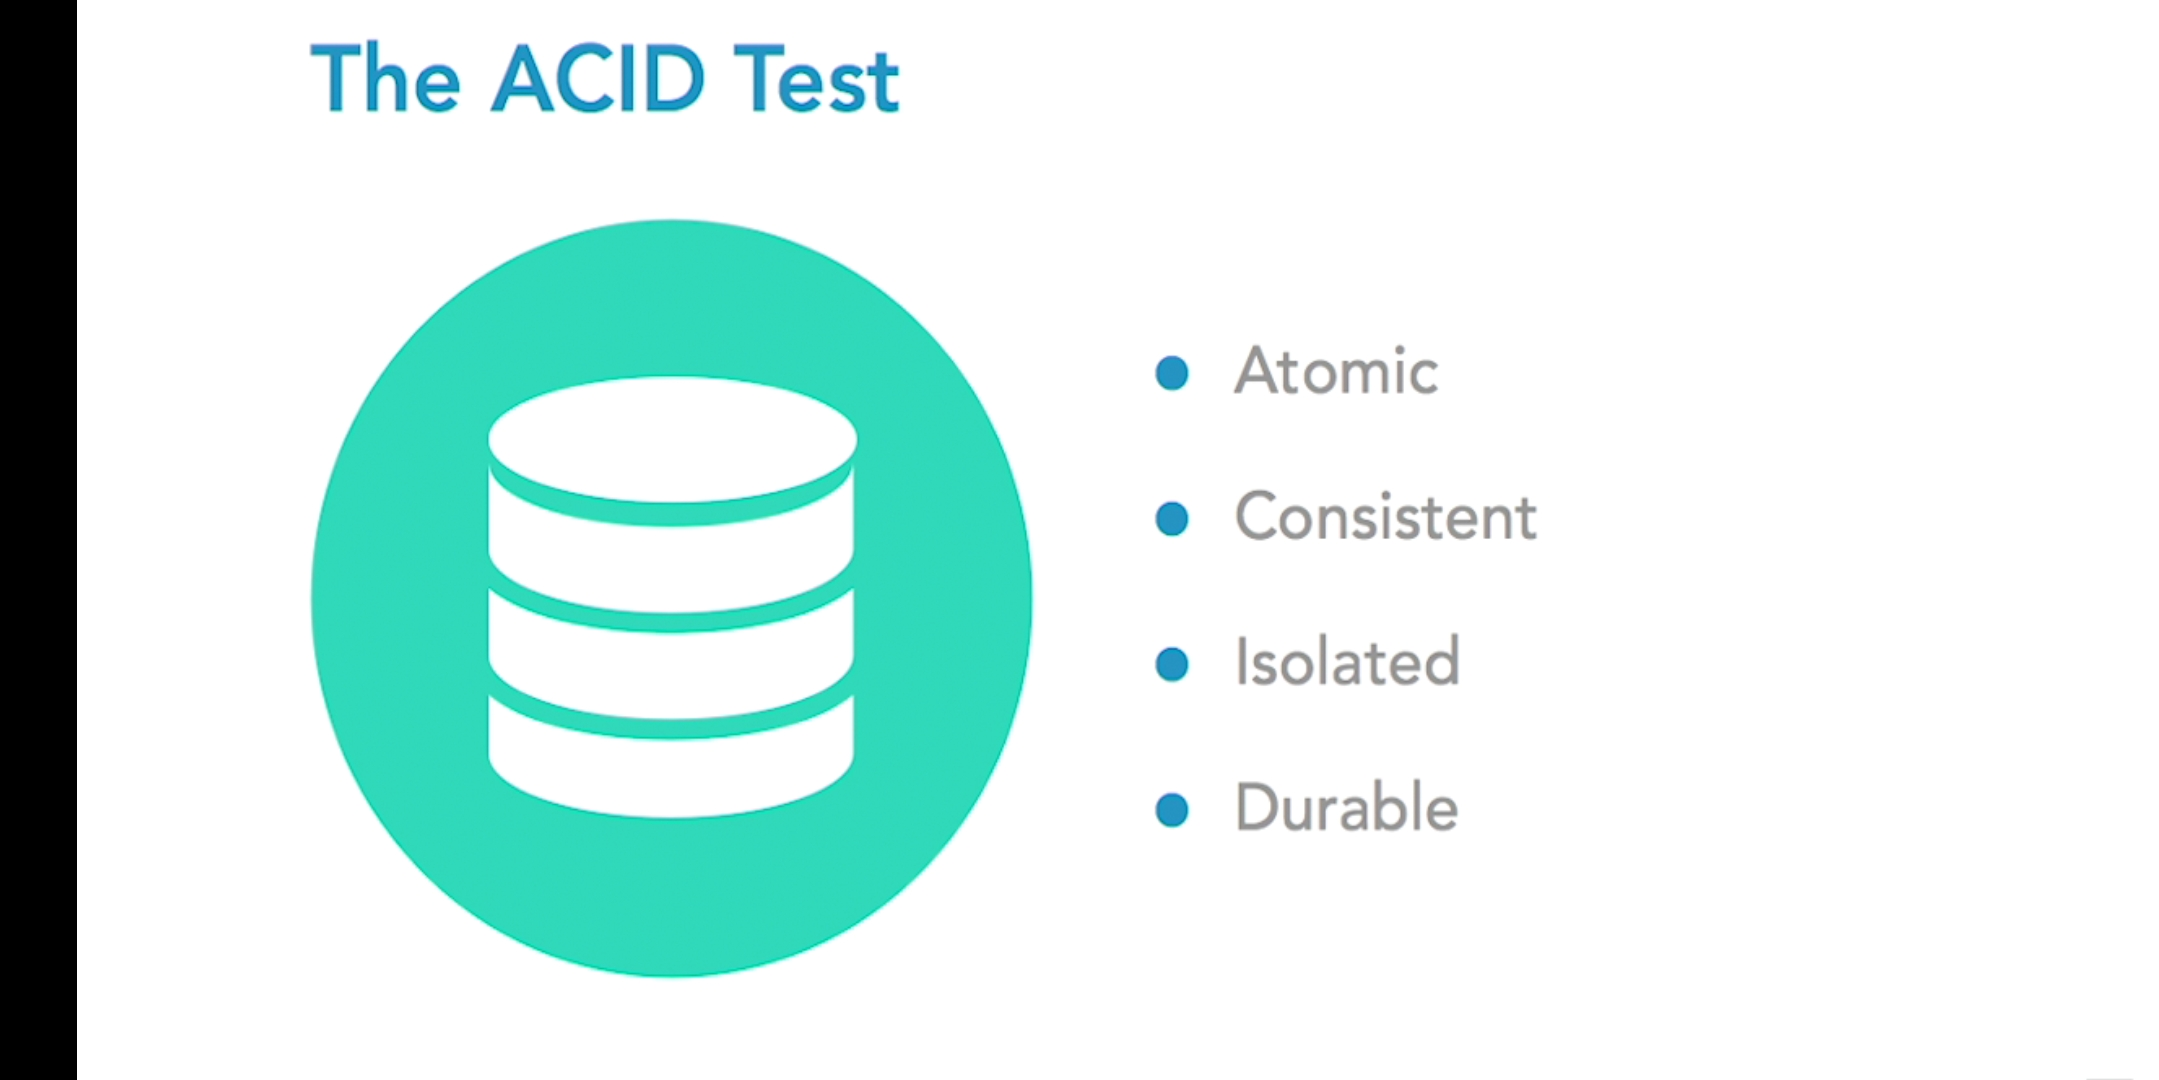 The ACID Test
Atomic
Consistent
Isolated
Durable